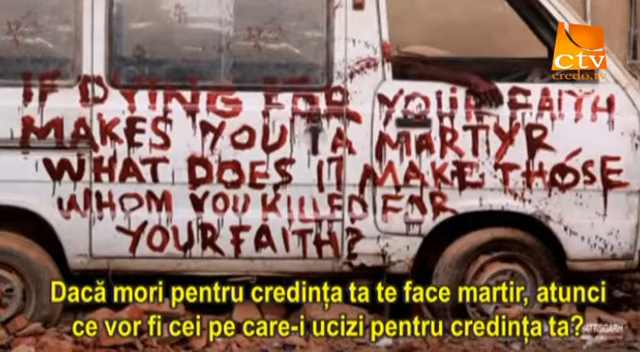 ctv
credo.tv
IF DYING FOR YOUR FAITH
MAKES YOU TA MARTYR
WHAT DOES IT MAKE THOSE
WHOM YOU KILLED FOR
YOUR FAITH?
Dacă mori pentru credința ta te face martir, atunci
ce vor fi cei pe care-i ucizi pentru credința ta?